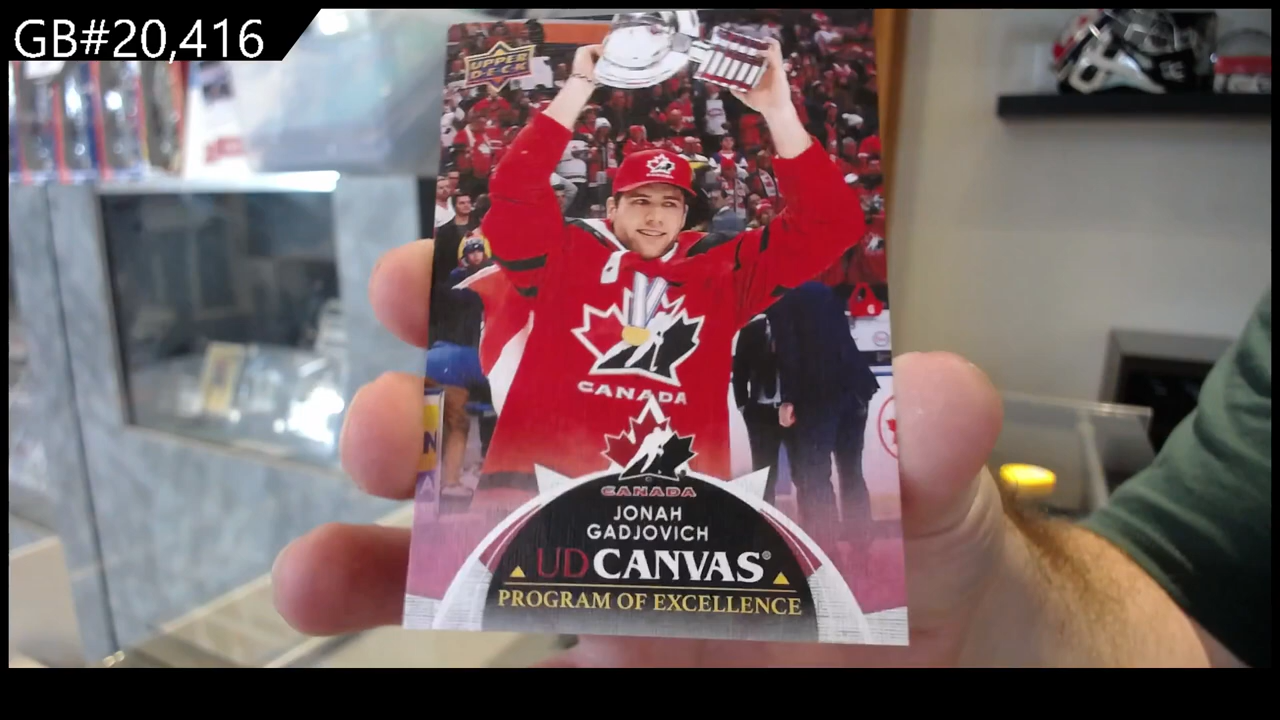 GB#20,416
UPPER
DECK
CANADA
CANADA
JONAH
GADJOVICH
UD CANVAS®
PROGRAM OF EXCELLENCE